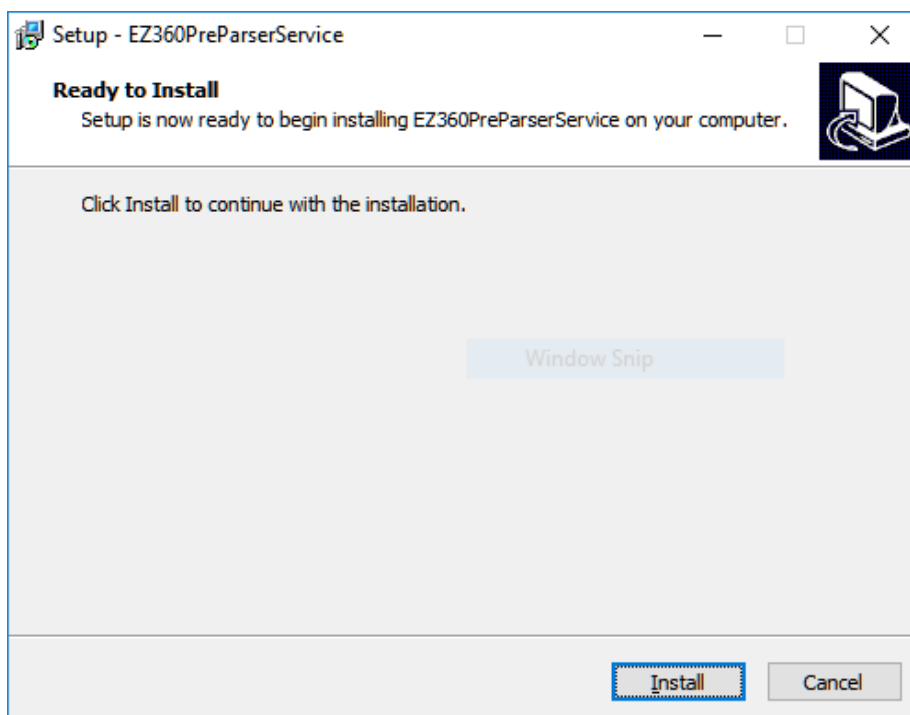 Setup - EZ360PreParserService
Ready to Install
Setup is now ready to begin installing EZ360PreParserService on your computer.
Click Install to continue with the installation.
Window Snip
Install
Cancel